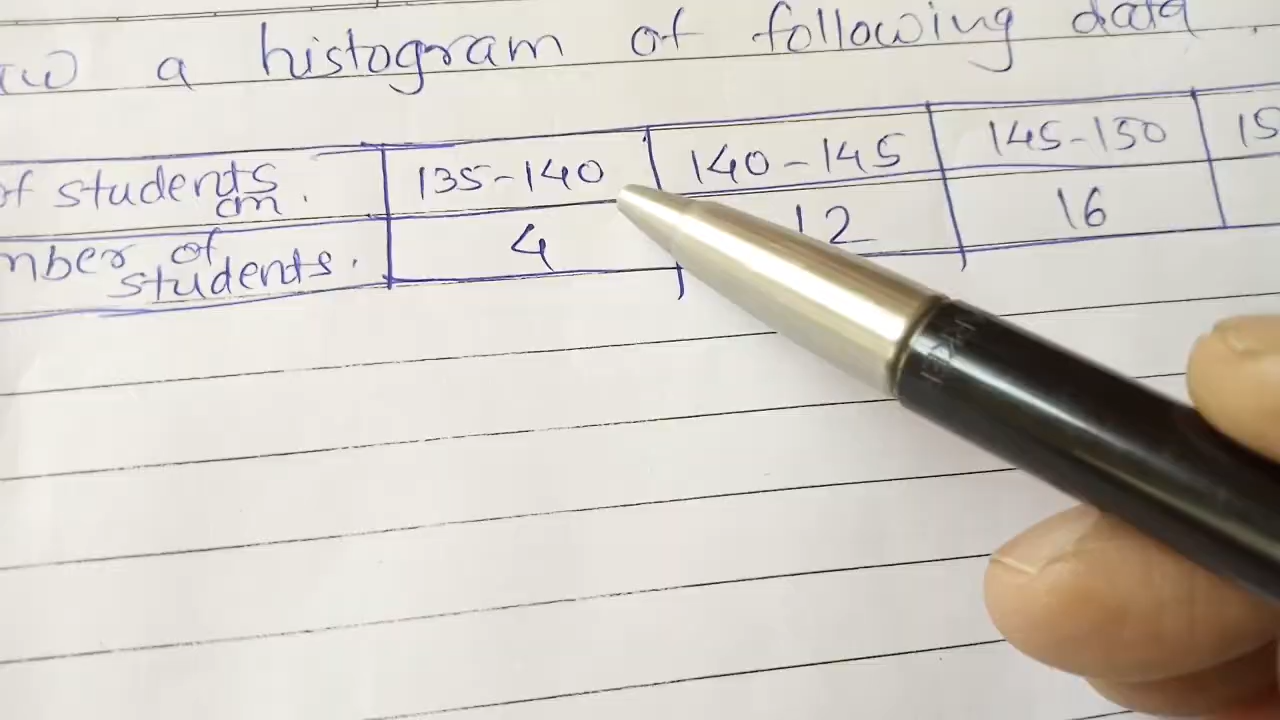 a histogram of following data.
of students cm. 135-140 140-145 145-150 15
mber of students. 4 12 16